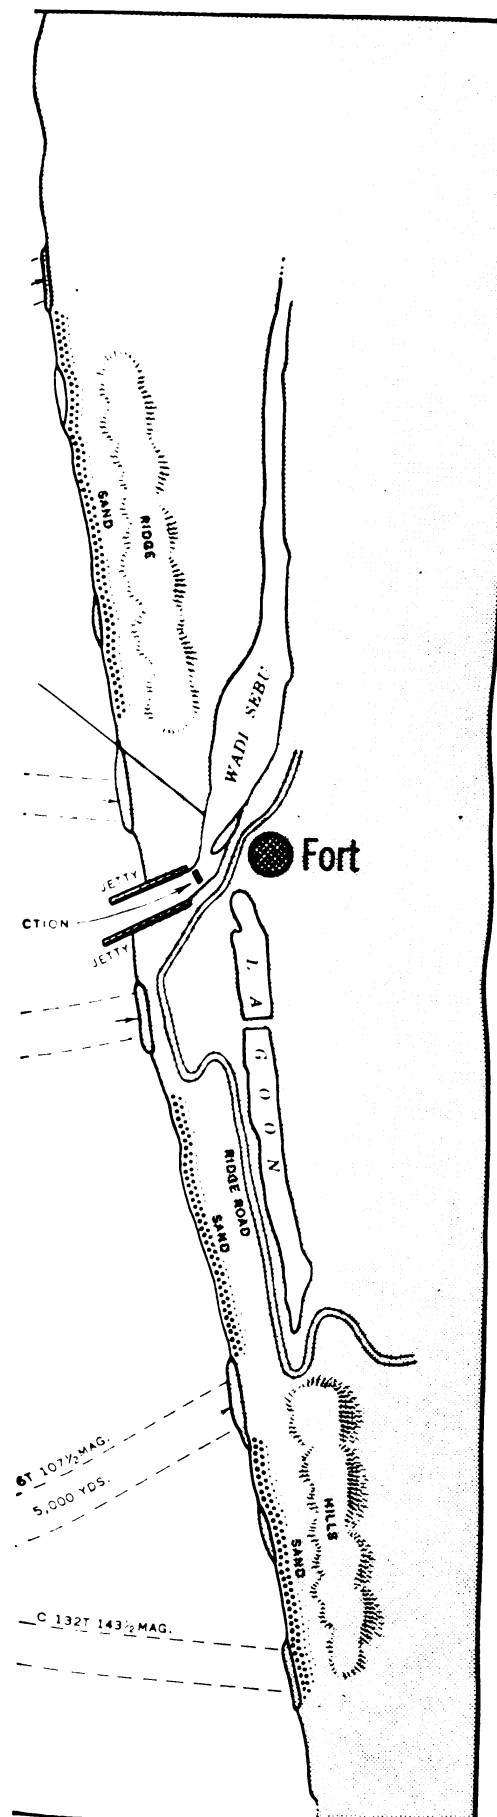 SAND
RIDGE
WADI SEBU
Fort
JETTY
CTION
JETTY
LAGOON
RIDGE ROAD
SAND
6T 107½ MAG.
5,000 YDS.
HILLS
SAND
C 132T 143½ MAG.